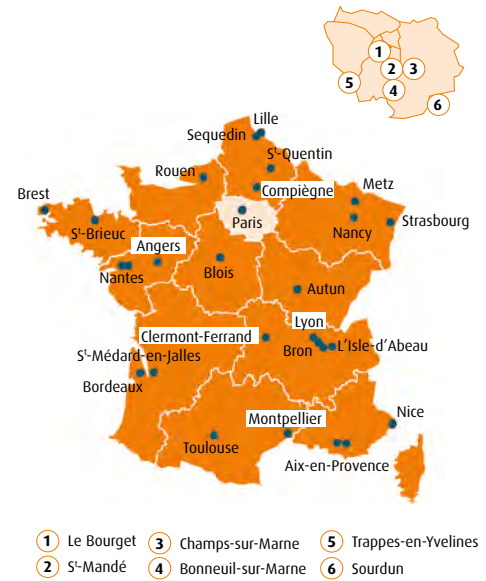 1
2
3
4
5
6
Lille
Sequedin
Sᵗ-Quentin
Rouen
Compiègne
Metz
Brest
Paris
Strasbourg
Sᵗ-Brieuc
Nancy
Angers
Nantes
Blois
Autun
Lyon
Clermont-Ferrand
Bron
L'Isle-d'Abeau
Sᵗ-Médard-en-Jalles
Bordeaux
Montpellier
Nice
Toulouse
Aix-en-Provence
1 Le Bourget
2 Sᵗ-Mandé
3 Champs-sur-Marne
4 Bonneuil-sur-Marne
5 Trappes-en-Yvelines
6 Sourdun